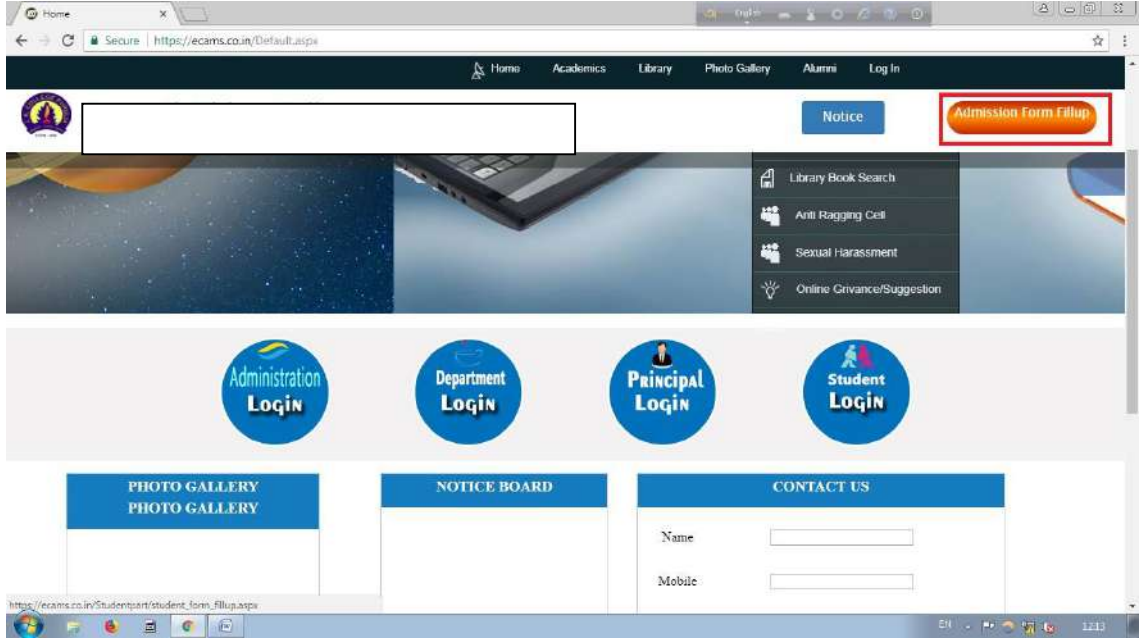 Home
English
Secure https://ecams.co.in/Default.aspx
Home Academics Library Photo Gallery Alumni Log In
Notice
Admission Form Fillup
Library Book Search
Anti Ragging Cell
Sexual Harassment
Online Grivance/Suggestion
Administration
Login
Department
Login
Principal
Login
Student
Login
PHOTO GALLERY
PHOTO GALLERY
NOTICE BOARD
CONTACT US
Name
Mobile
https://ecams.co.in/Studentpart/student_form_fillup.aspx
EN
12:13